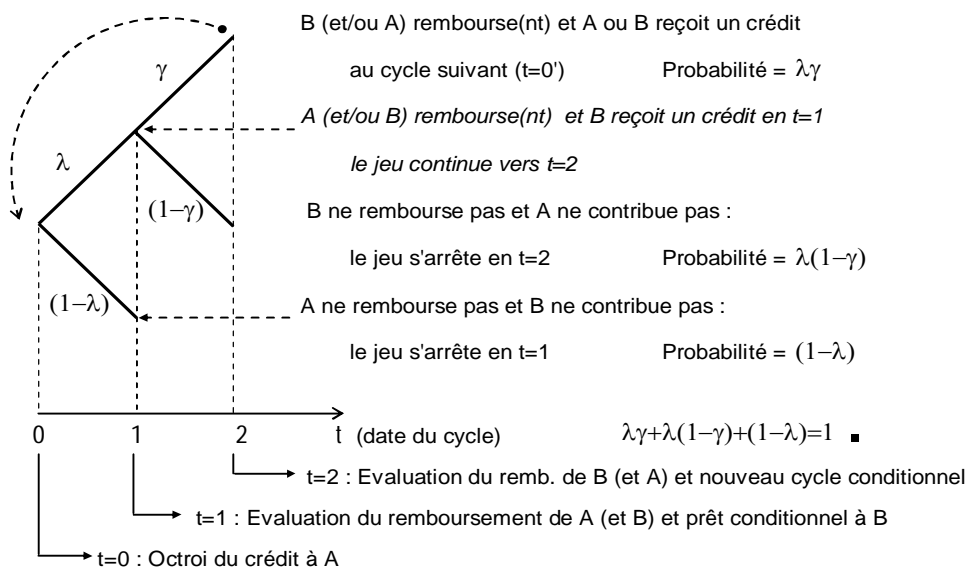 B (et/ou A) rembourse(nt) et A ou B reçoit un crédit
γ
au cycle suivant (t=0') Probabilité = λγ
A (et/ou B) rembourse(nt) et B reçoit un crédit en t=1
λ
le jeu continue vers t=2
(1−γ)
B ne rembourse pas et A ne contribue pas :
le jeu s'arrête en t=2 Probabilité = λ(1−γ)
(1−λ)
A ne rembourse pas et B ne contribue pas :
le jeu s'arrête en t=1 Probabilité = (1−λ)
0 1 2 t (date du cycle) λγ+λ(1−γ)+(1−λ)=1
t=2 : Evaluation du remb. de B (et A) et nouveau cycle conditionnel
t=1 : Evaluation du remboursement de A (et B) et prêt conditionnel à B
t=0 : Octroi du crédit à A